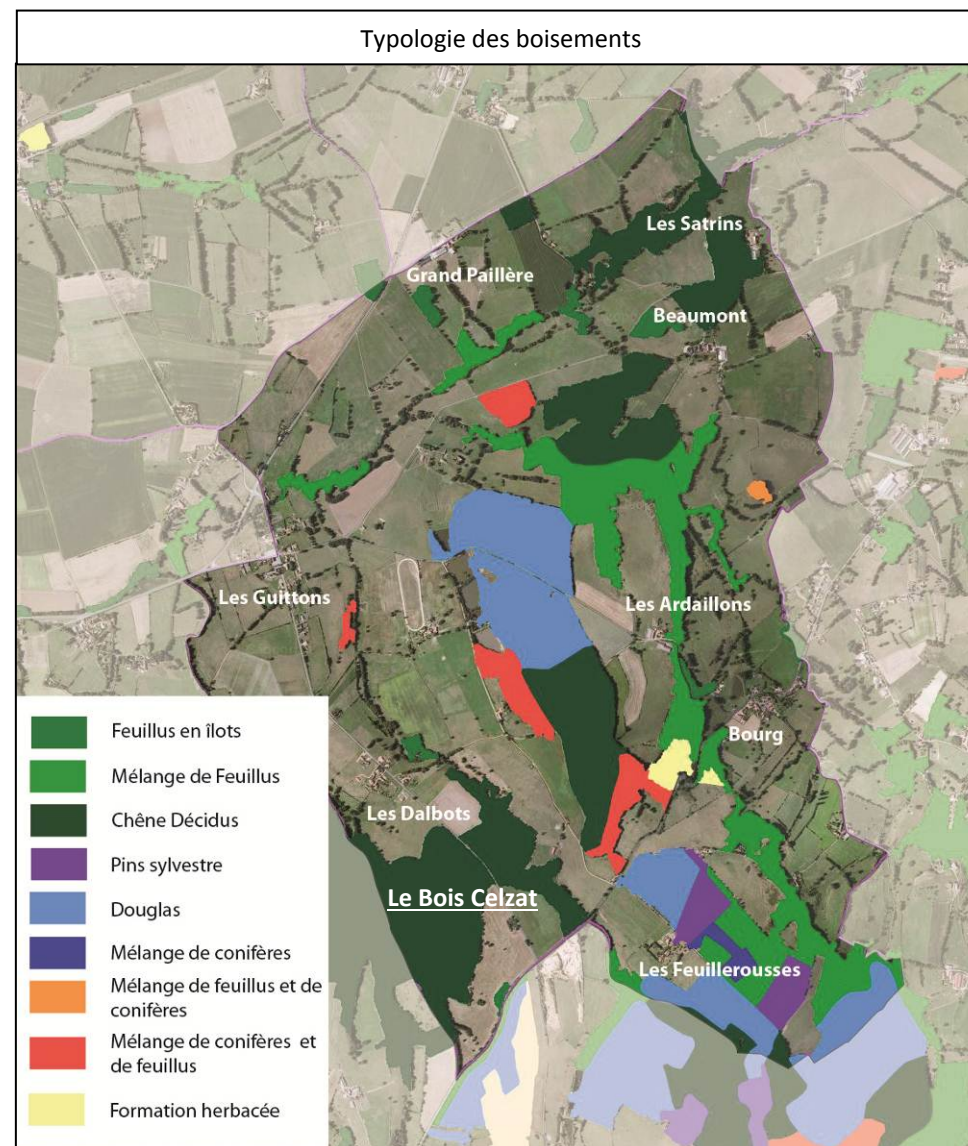 Typologie des boisements
Les Satrins
Grand Paillère
Beaumont
Les Guittons
Les Ardaillons
Bourg
Les Dalbots
Le Bois Celzat
Les Feuillerousses
Feuillus en îlots
Mélange de Feuillus
Chêne Décidus
Pins sylvestre
Douglas
Mélange de conifères
Mélange de feuillus et de
conifères
Mélange de conifères et
de feuillus
Formation herbacée